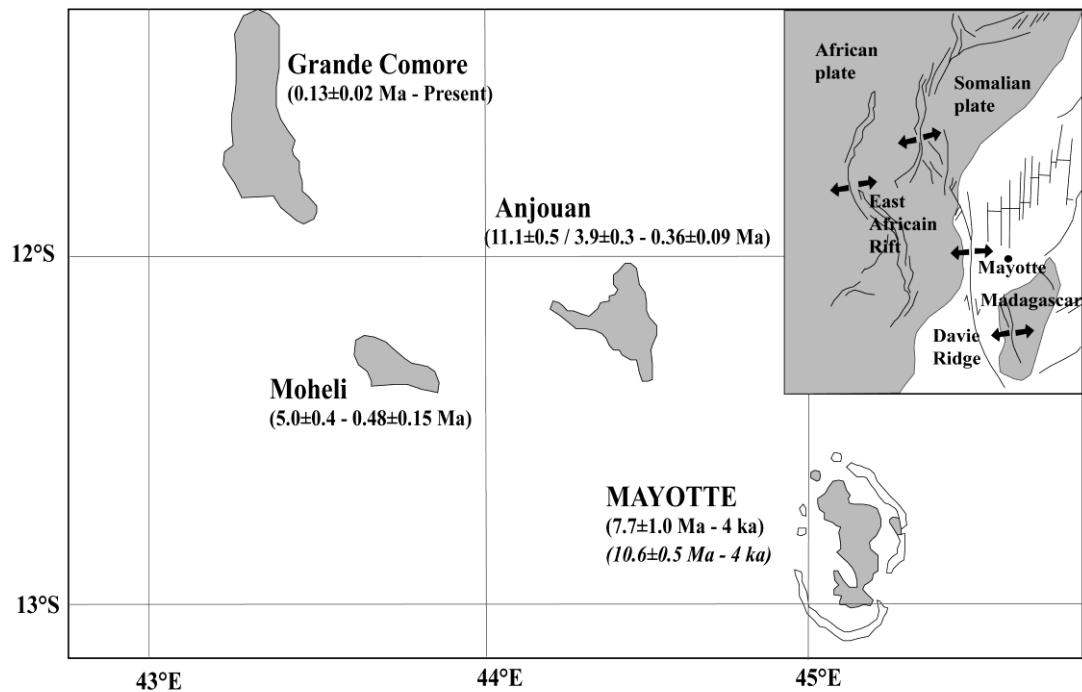 Grande Comore
(0.13±0.02 Ma - Present)
African
plate
Somalian
plate
East
Africain
Rift
Mayotte
Madagascar
Davie
Ridge
Anjouan
(11.1±0.5 / 3.9±0.3 - 0.36±0.09 Ma)
12°S
Moheli
(5.0±0.4 - 0.48±0.15 Ma)
MAYOTTE
(7.7±1.0 Ma - 4 ka)
(10.6±0.5 Ma - 4 ka)
13°S
43°E
44°E
45°E